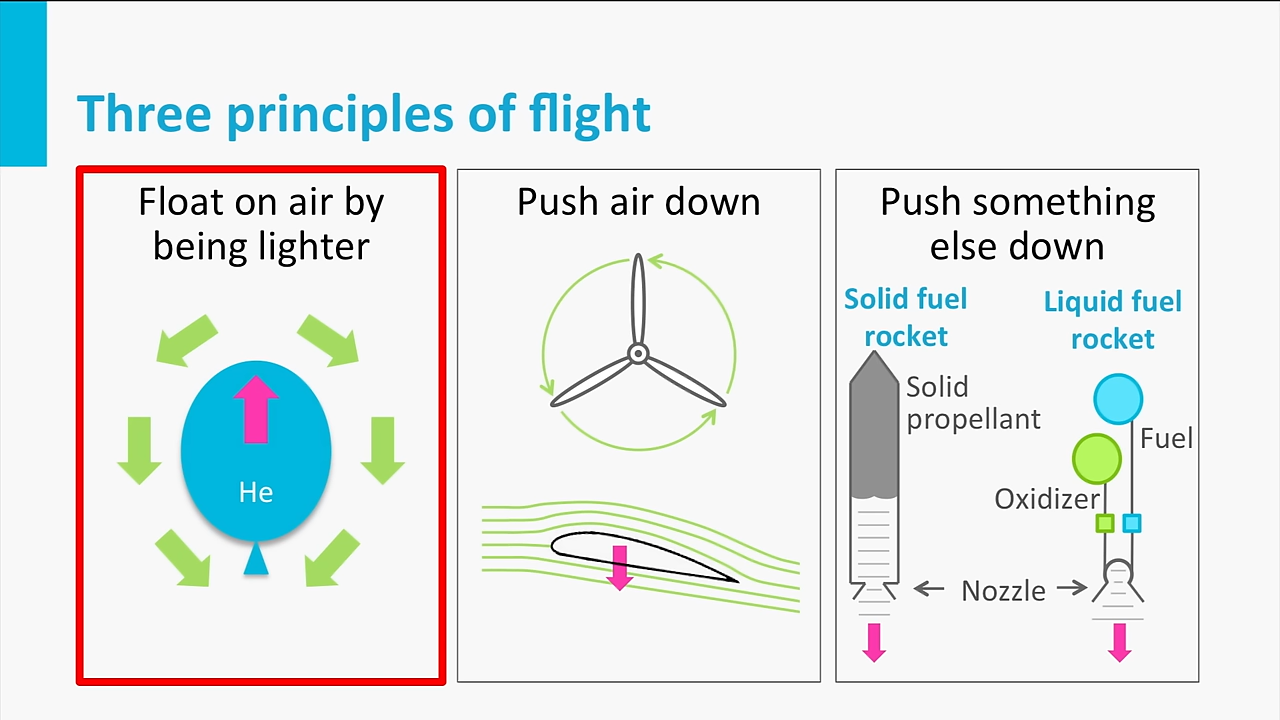 Three principles of flight
Float on air by
being lighter
He
Push air down
Push something
else down
Solid fuel
rocket
Liquid fuel
rocket
Solid
propellant
Fuel
Oxidizer
Nozzle